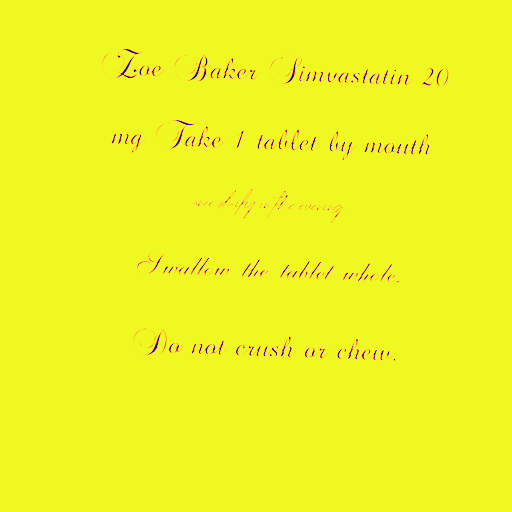 Zoe Baker Simvastatin 20
mg Take 1 tablet by mouth
evening
Swallow the tablet whole.
Do not crush or chew.